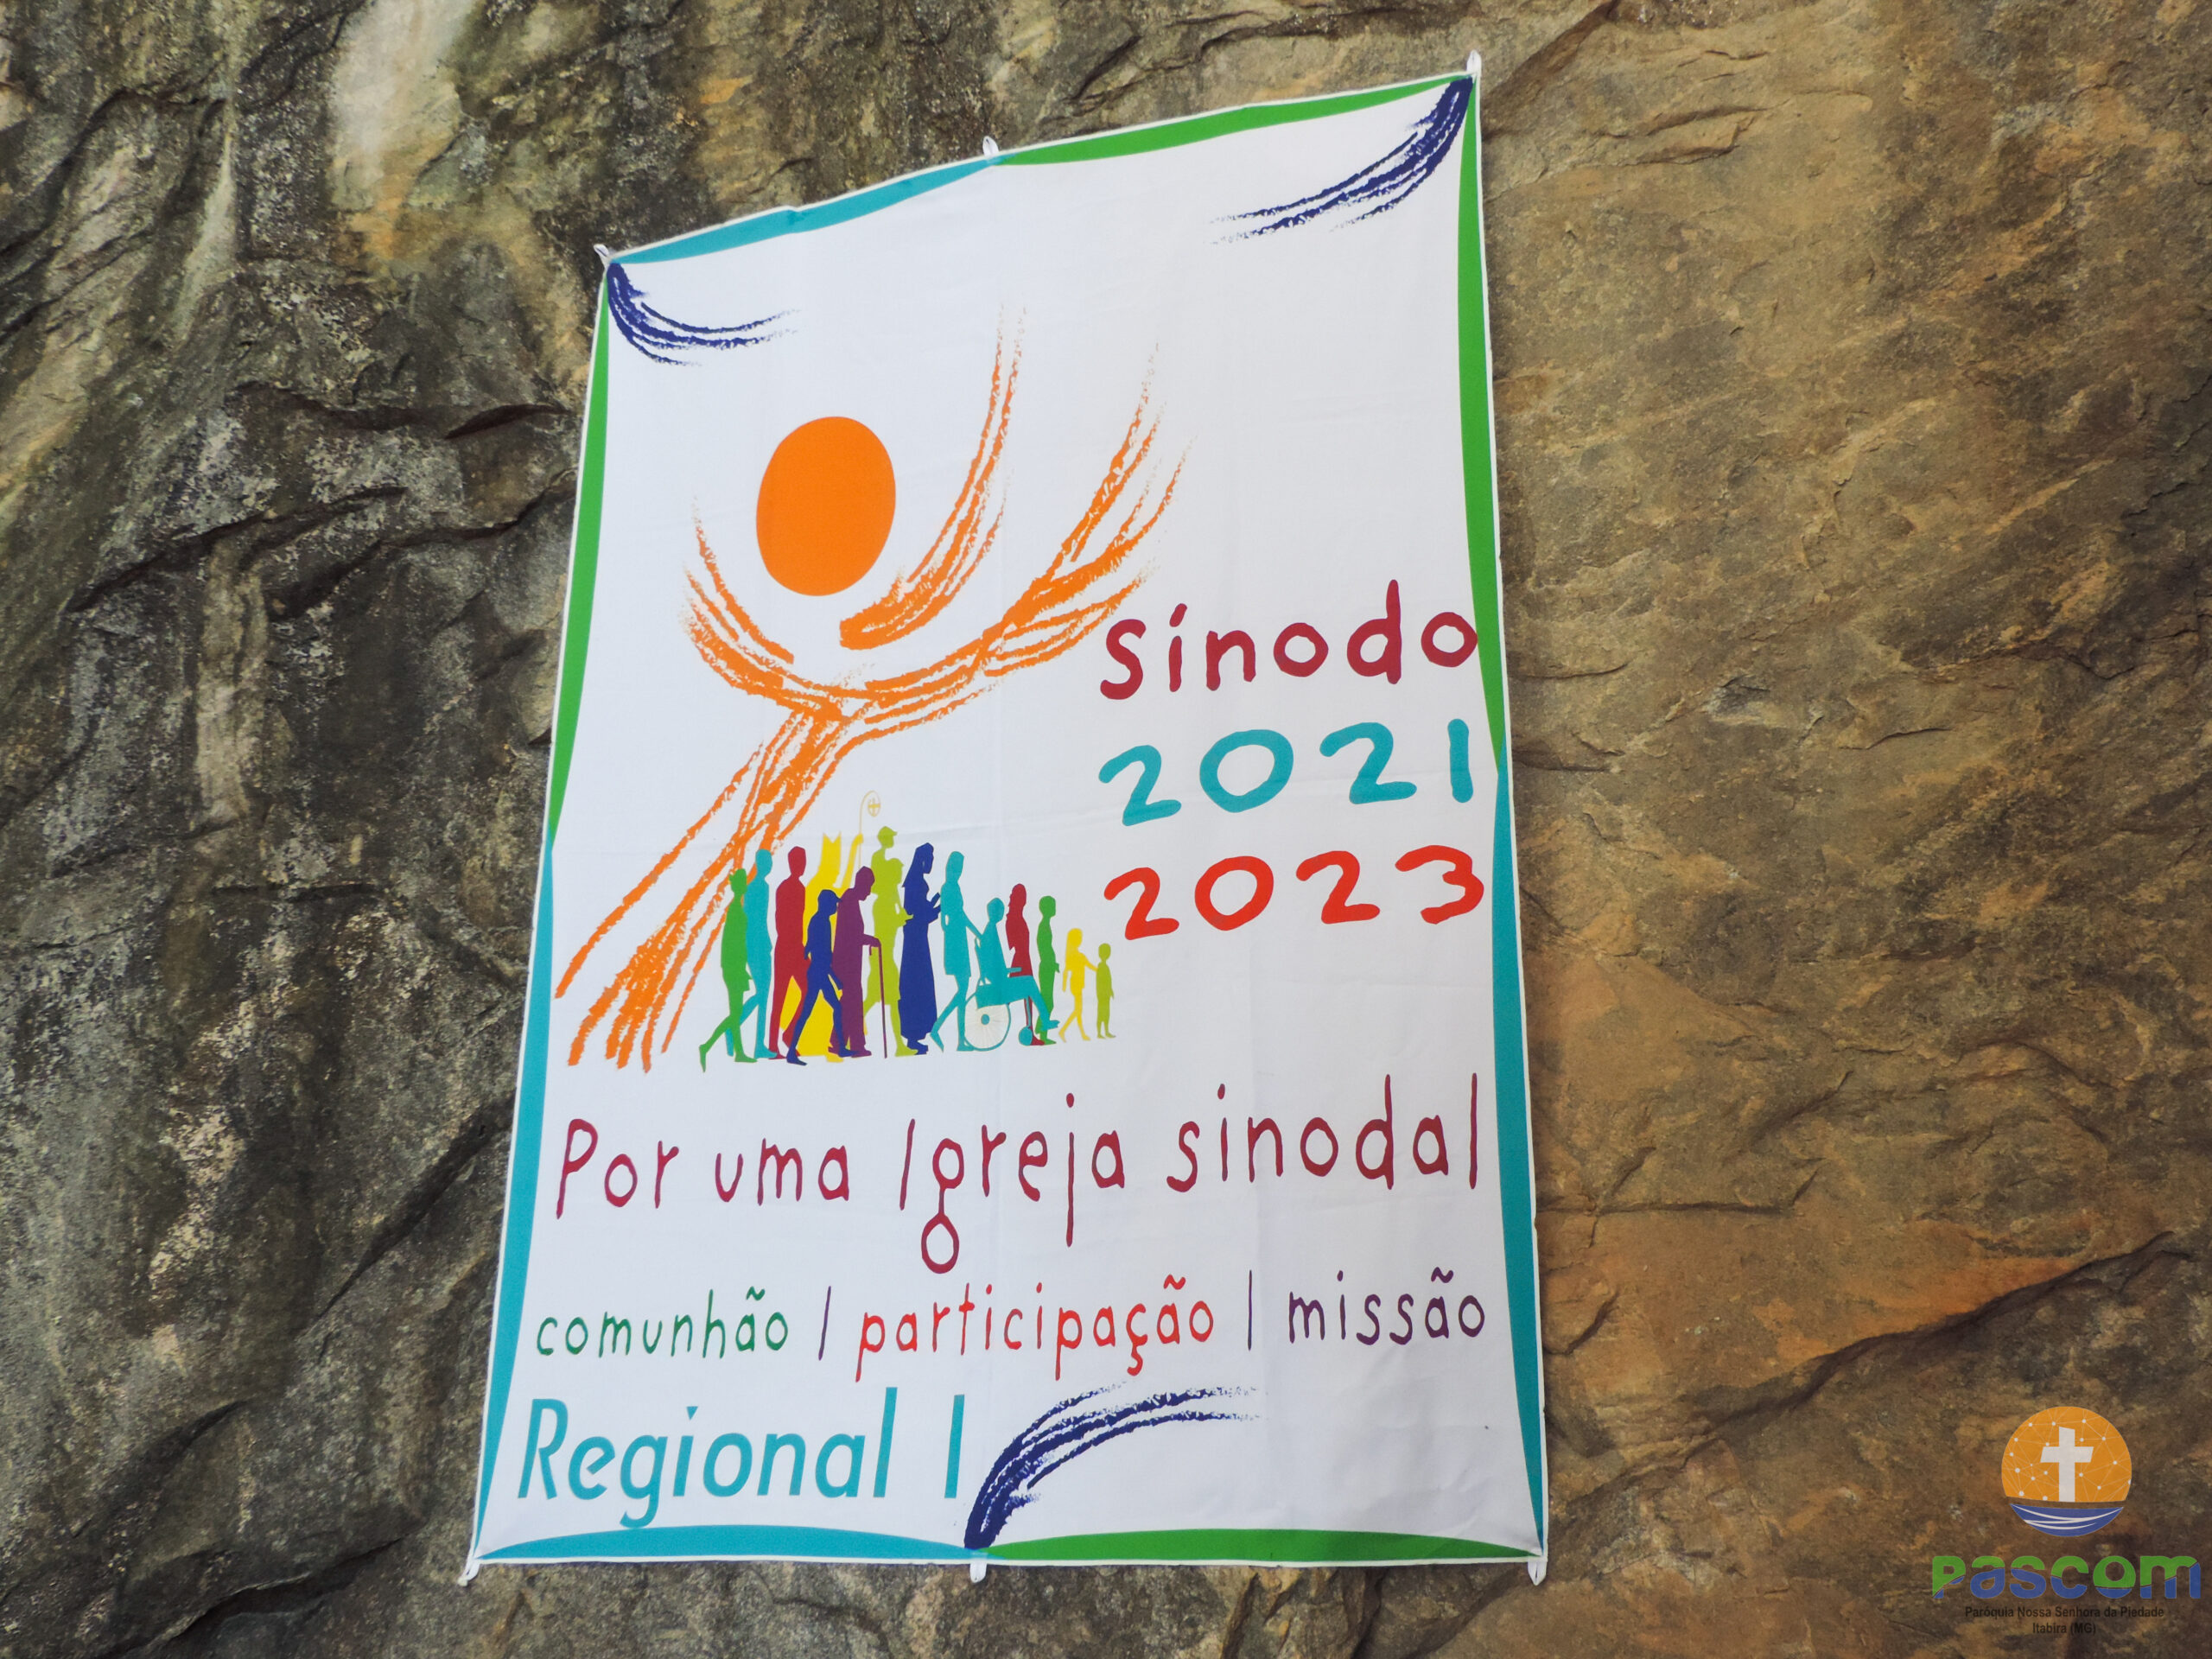 sínodo
2021
2023
Por uma Igreja sinodal
comunhão | participação | missão
Regional I
pascom
Paróquia Nossa Senhora da Piedade
Itabira (MG)